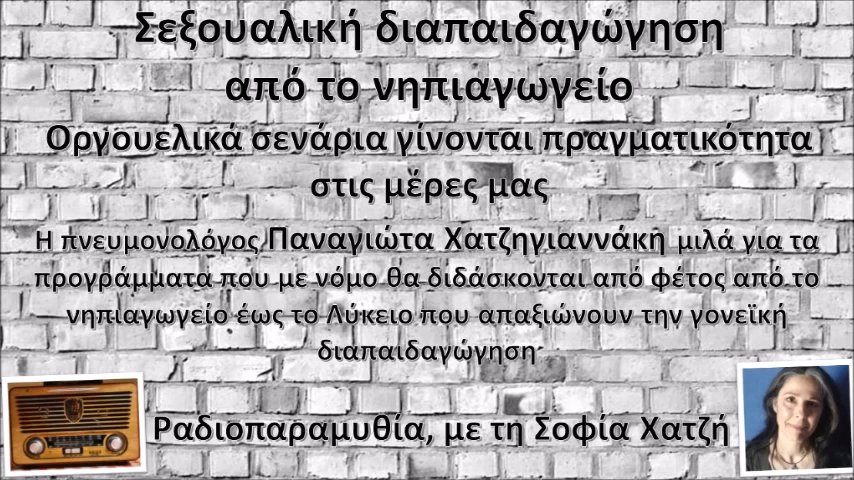 Σεξουαλική διαπαιδαγώγηση
από το νηπιαγωγείο
Οργουελικά σενάρια γίνονται πραγματικότητα
στις μέρες μας
Η πνευμονολόγος Παναγιώτα Χατζηγιαννάκη μιλά για τα
προγράμματα που με νόμο θα διδάσκονται από φέτος από το
νηπιαγωγείο έως το Λύκειο που απαξιώνουν την γονεϊκή
διαπαιδαγώγηση
Ραδιοπαραμυθία, με τη Σοφία Χατζή